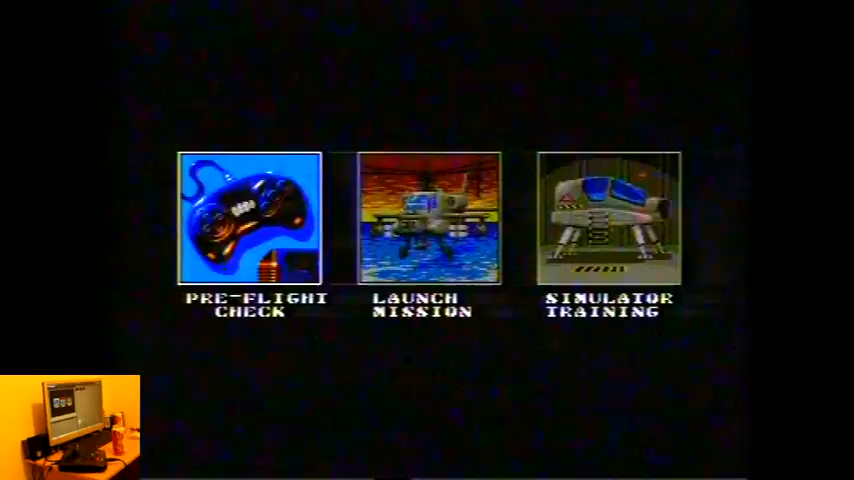 PRE-FLIGHT
CHECK
LAUNCH
MISSION
SIMULATOR
TRAINING